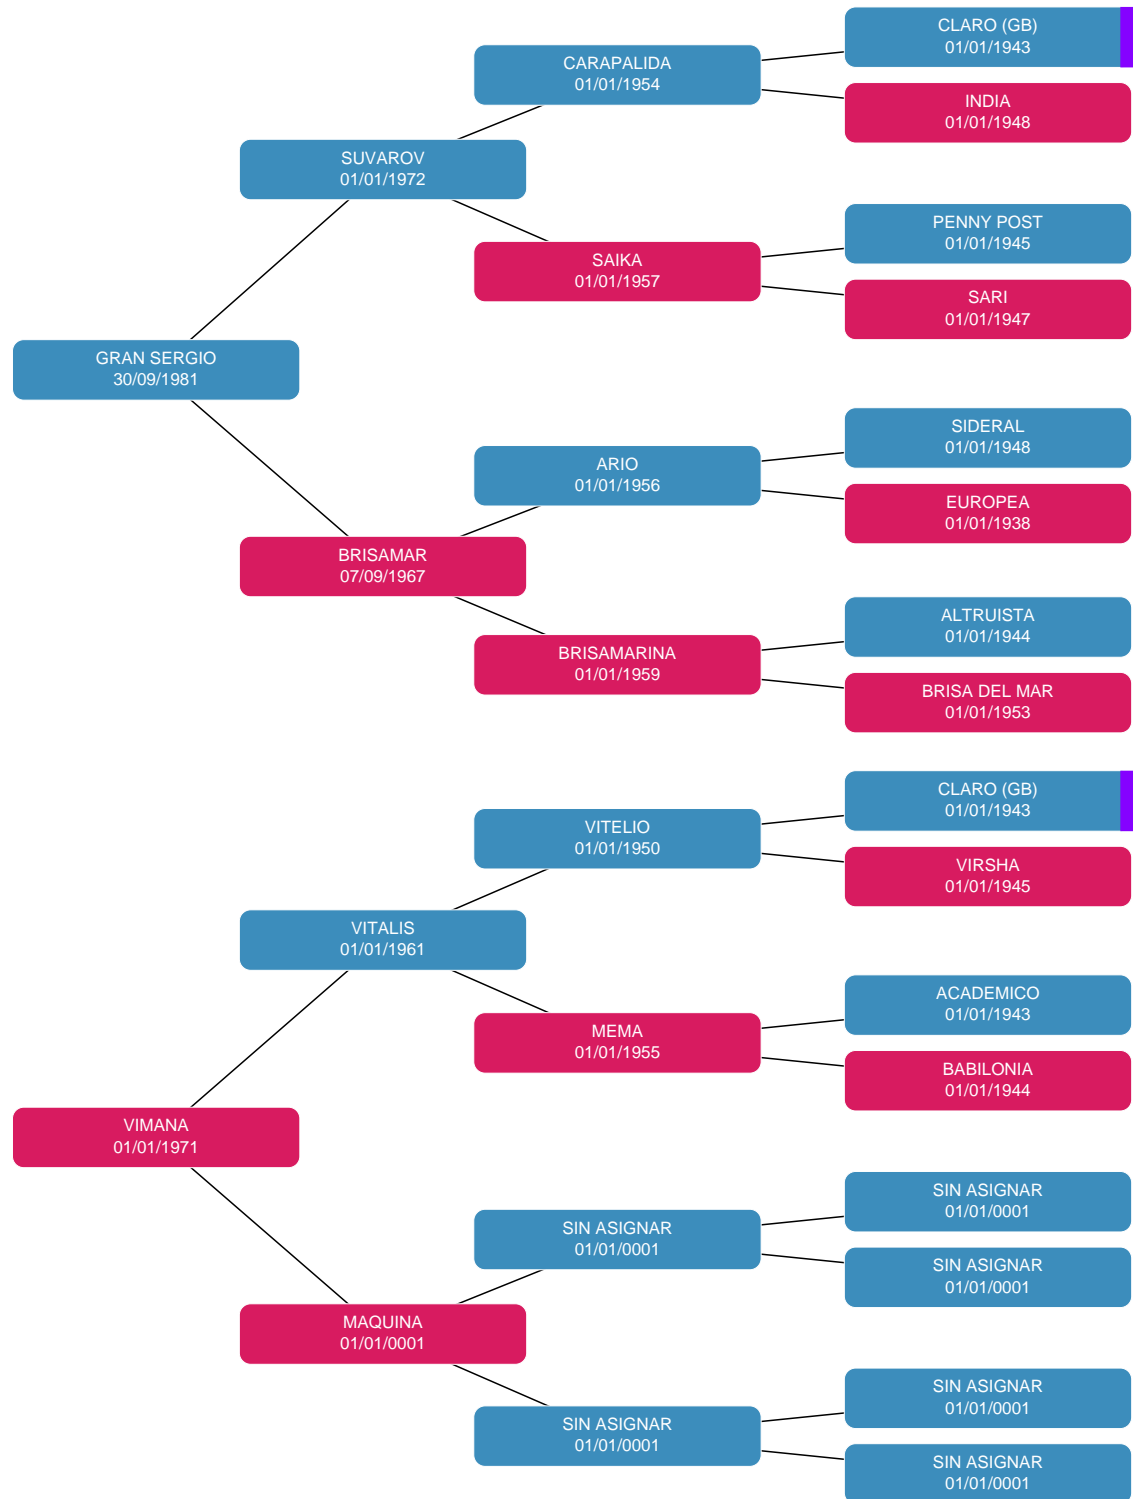 CLARO (GB)
01/01/1943
CARAPALIDA
01/01/1954
INDIA
01/01/1948
SUVAROV
01/01/1972
PENNY POST
01/01/1945
SAIKA
01/01/1957
SARI
01/01/1947
GRAN SERGIO
30/09/1981
SIDERAL
01/01/1948
ARIO
01/01/1956
EUROPEA
01/01/1938
BRISAMAR
07/09/1967
ALTRUISTA
01/01/1944
BRISAMARINA
01/01/1959
BRISA DEL MAR
01/01/1953
CLARO (GB)
01/01/1943
VITELIO
01/01/1950
VIRSHA
01/01/1945
VITALIS
01/01/1961
ACADEMICO
01/01/1943
MEMA
01/01/1955
BABILONIA
01/01/1944
VIMANA
01/01/1971
SIN ASIGNAR
01/01/0001
SIN ASIGNAR
01/01/0001
SIN ASIGNAR
01/01/0001
MAQUINA
01/01/0001
SIN ASIGNAR
01/01/0001
SIN ASIGNAR
01/01/0001
SIN ASIGNAR
01/01/0001